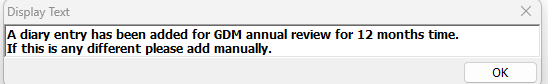 Display Text
A diary entry has been added for GDM annual review for 12 months time.
If this is any different please add manually.
OK